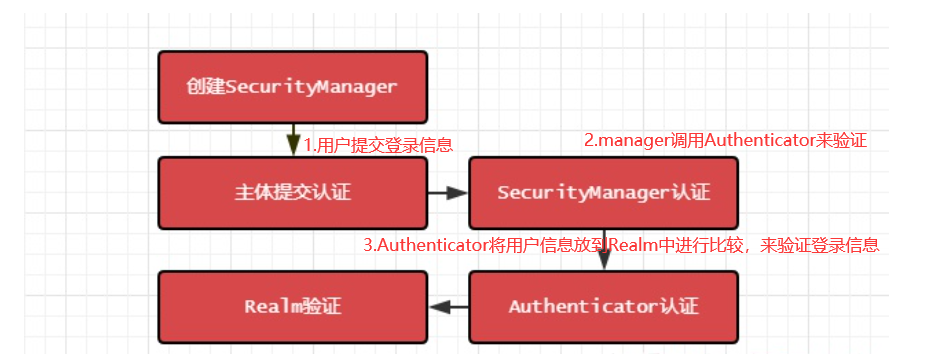 创建SecurityManager
1.用户提交登录信息
2.manager调用Authenticator来验证
主体提交认证
SecurityManager认证
3.Authenticator将用户信息放到Realm中进行比较，来验证登录信息
Realm验证
Authenticator认证